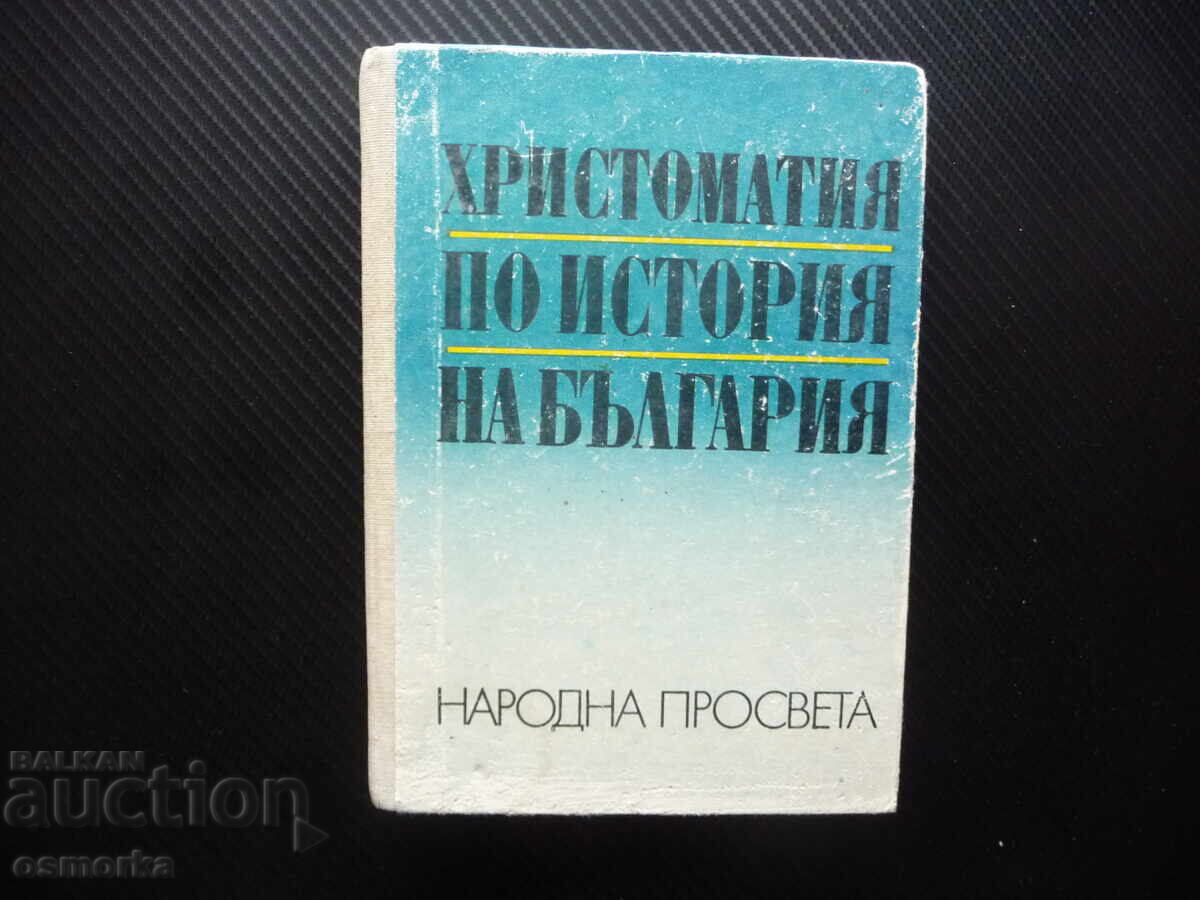 ХРИСТОМАТИЯ
ПО ИСТОРИЯ
НА БЪЛГАРИЯ
НАРОДНА ПРОСВЕТА
BALKAN
auction
osmorka